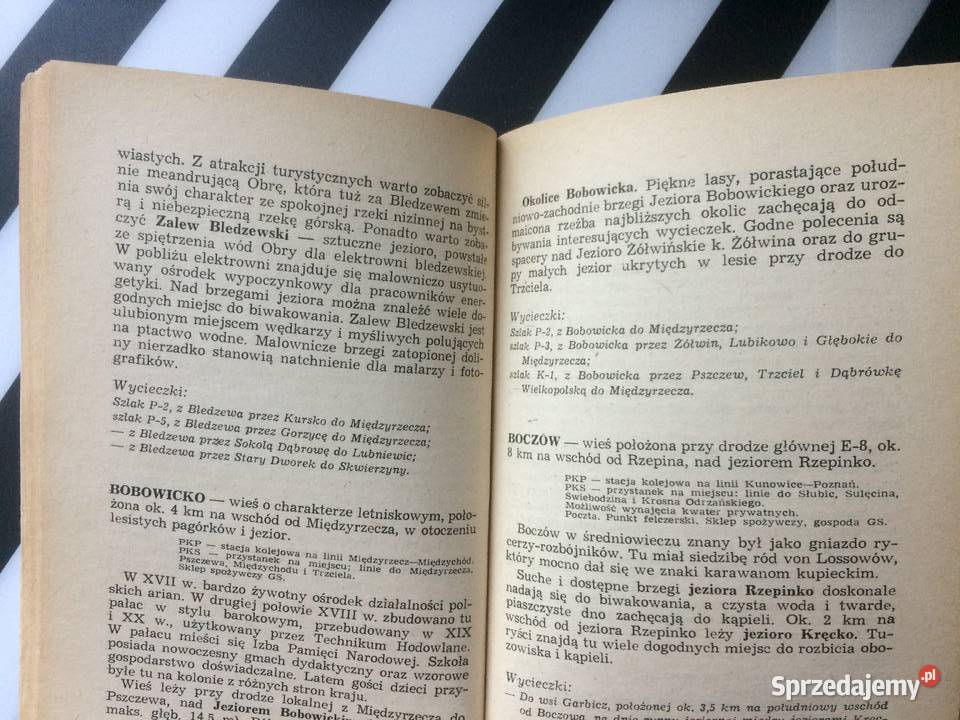 wiastych. Z atrakcji turystycznych warto zobaczyć sil-
nie meandrującą Obrę, która tuż za Bledzewem zmie-
nia swój charakter ze spokojnej rzeki nizinnej na byst-
rą i niebezpieczną rzekę górską. Ponadto warto zoba-
czyć Zalew Bledzewski — sztuczne jezioro, powstałe
ze spiętrzenia wód Obry dla elektrowni bledzewskiej.
W pobliżu elektrowni znajduje się malowniczo usytuo-
wany ośrodek wypoczynkowy dla pracowników ener-
getyki. Nad brzegami jeziora można znaleźć wiele do-
godnych miejsc do biwakowania. Zalew Bledzewski jest
ulubionym miejscem wędkarzy i myśliwych polujących
na ptactwo wodne. Malownicze brzegi zatopionej doli-
ny nierzadko stanowią natchnienie dla malarzy i foto-
grafików.
Wycieczki:
Szlak P-2, z Bledzewa przez Kursko do Międzyrzecza;
szlak P-5, z Bledzewa przez Gorzycę do Międzyrzecza;
— z Bledzewa przez Sokolą Dąbrowę do Lubniewic;
— z Bledzewa przez Stary Dworek do Skwierzyny.
BOBOWICKO — wieś o charakterze letniskowym, poło-
żona ok. 4 km na wschód od Międzyrzecza, w otoczeniu
lesistych pagórków i jezior.
PKP — stacja kolejowa na linii Międzyrzecz—Międzychód.
PKS — przystanek na miejscu; linie do Międzyrzecza,
Pszczewa, Międzychodu i Trzciela.
Sklep spożywczy GS.
W XVII w. bardzo żywotny ośrodek działalności pol-
skich arian. W drugiej połowie XVIII w. zbudowano tu
pałac w stylu barokowym, przebudowany w XIX
i XX w., użytkowany przez Technikum Hodowlane.
W pałacu mieści się Izba Pamięci Narodowej. Szkoła
posiada nowoczesny gmach dydaktyczny oraz wzorowe
gospodarstwo doświadczalne. Latem gości dzieci przy-
byłe tu na kolonie z różnych stron kraju.
Wieś leży przy drodze lokalnej z Międzyrzecza do
Pszczewa, nad Jeziorem Bobowickim
maks. głęb. 14,5 m).
Okolice Bobowicka. Piękne lasy, porastające połud-
niowo-zachodnie brzegi Jeziora Bobowickiego oraz uroz-
maicona rzeźba najbliższych okolic zachęcają do od-
bywania interesujących wycieczek. Godne polecenia są
spacery nad Jezioro Żółwińskie k. Żółwina oraz do gru-
py małych jezior ukrytych w lesie przy drodze do
Trzciela.
Wycieczki:
Szlak P-2, z Bobowicka do Międzyrzecza;
szlak P-3, z Bobowicka przez Żółwin, Lubikowo i Głębokie do
Międzyrzecza;
szlak K-1, z Bobowicka przez Pszczew, Trzciel i Dąbrówkę
Wielkopolską do Międzyrzecza.
BOCZÓW — wieś położona przy drodze głównej E-8, ok.
8 km na wschód od Rzepina, nad jeziorem Rzepinko.
PKP — stacja kolejowa na linii Kunowice—Poznań.
PKS — przystanek na miejscu: linie do Słubic, Sulęcina,
Świebodzina i Krosna Odrzańskiego.
Możliwość wynajęcia kwater prywatnych.
Poczta. Punkt felczerski. Sklep spożywczy, gospoda GS.
Boczów w średniowieczu znany był jako gniazdo ry-
cerzy-rozbójników. Tu miał siedzibę ród von Lossowów,
który mocno dał się we znaki karawanom kupieckim.
Suche i dostępne brzegi jeziora Rzepinko doskonale
nadają się do biwakowania, a czysta woda i twarde,
piaszczyste dno zachęcają do kąpieli. Ok. 2 km na
wschód od jeziora Rzepinko leży jezioro Kręcko. Tu-
ryści znajdą tu wiele dogodnych miejsc do rozbicia obo-
zowiska i kąpieli.
Wycieczki:
— Do wsi Garbicz, położonej ok. 3,5 km na południowy wschód
od Boczowa,
Sprzedajemy.pl